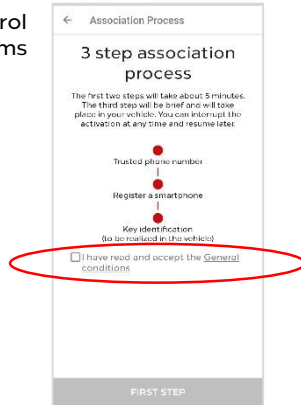 rol
ms
← Association Process
3 step association
process
The first two steps will take about 5 minutes.
The third step will be brief and will take
place in your vehicle. You can interrupt the
activation at any time and resume later.
Trusted phone number
Register a smartphone
Key identification
(to be realized in the vehicle)
I have read and accept the General
conditions
FIRST STEP